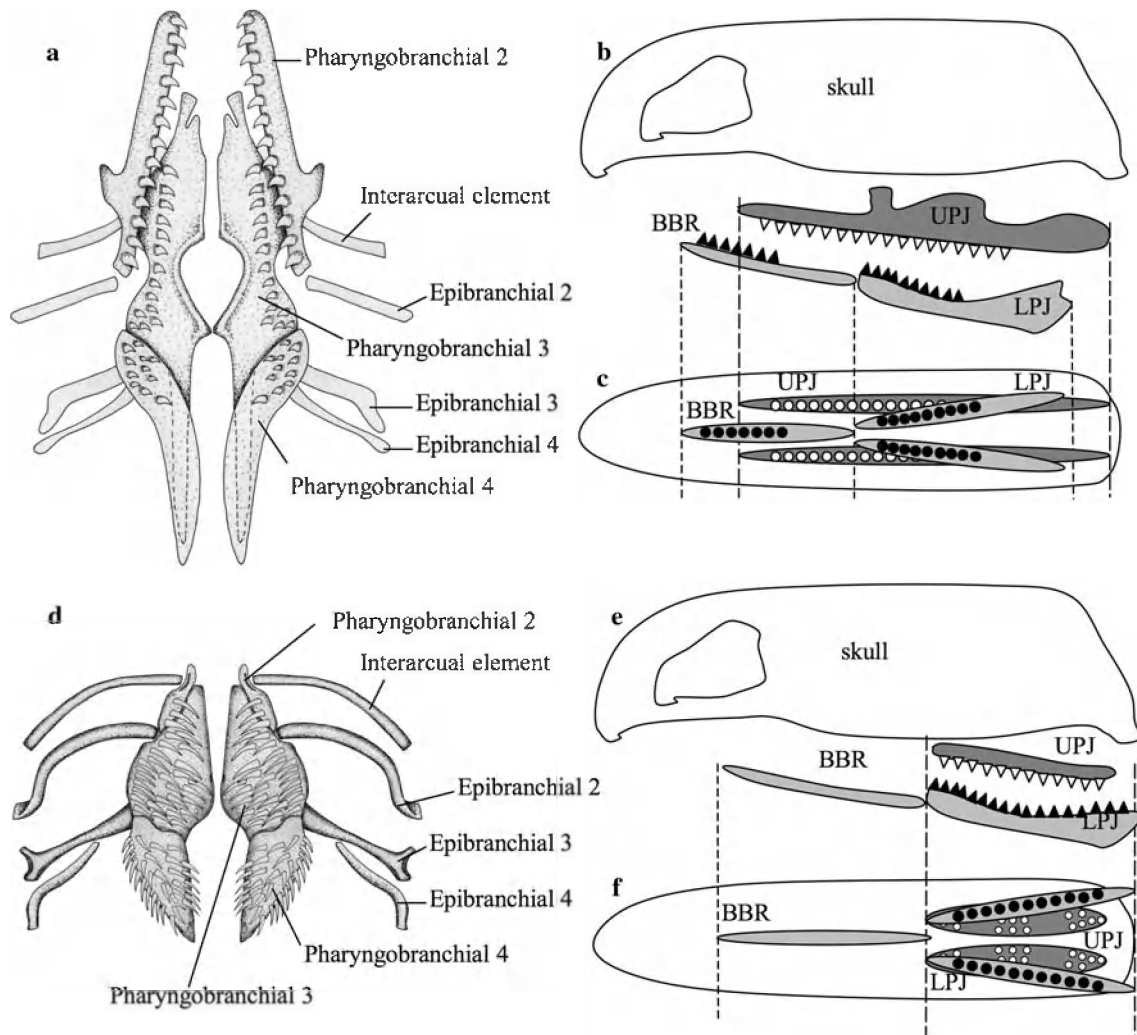 a
Pharyngobranchial 2
Interarcual element
Epibranchial 2
Pharyngobranchial 3
Epibranchial 3
Epibranchial 4
Pharyngobranchial 4
b
skull
UPJ
BBR
LPJ
c
UPJ
LPJ
BBR
d
Pharyngobranchial 2
Interarcual element
Epibranchial 2
Epibranchial 3
Epibranchial 4
Pharyngobranchial 4
Pharyngobranchial 3
e
skull
UPJ
BBR
LPJ
f
BBR
UPJ
LPJ